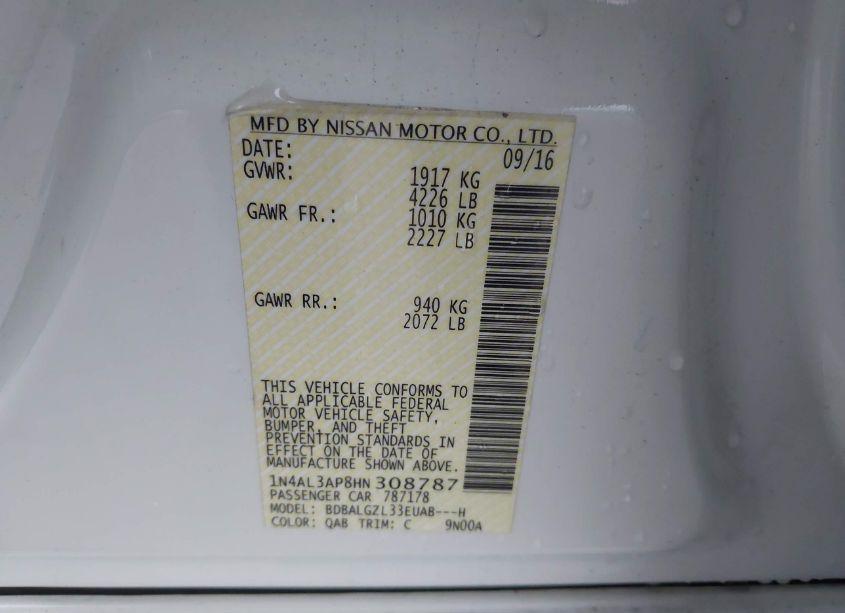 MFD BY NISSAN MOTOR CO., LTD.
DATE: 09/16
GVWR: 1917 KG
4226 LB
GAWR FR.: 1010 KG
2227 LB
GAWR RR.: 940 KG
2072 LB
THIS VEHICLE CONFORMS TO
ALL APPLICABLE FEDERAL
MOTOR VEHICLE SAFETY,
BUMPER, AND THEFT
PREVENTION STANDARDS IN
EFFECT ON THE DATE OF
MANUFACTURE SHOWN ABOVE.
1N4AL3AP8HN 308787
PASSENGER CAR 787178
MODEL: BDBALGZL33EUAB---H
COLOR: QAB TRIM: C 9N00A